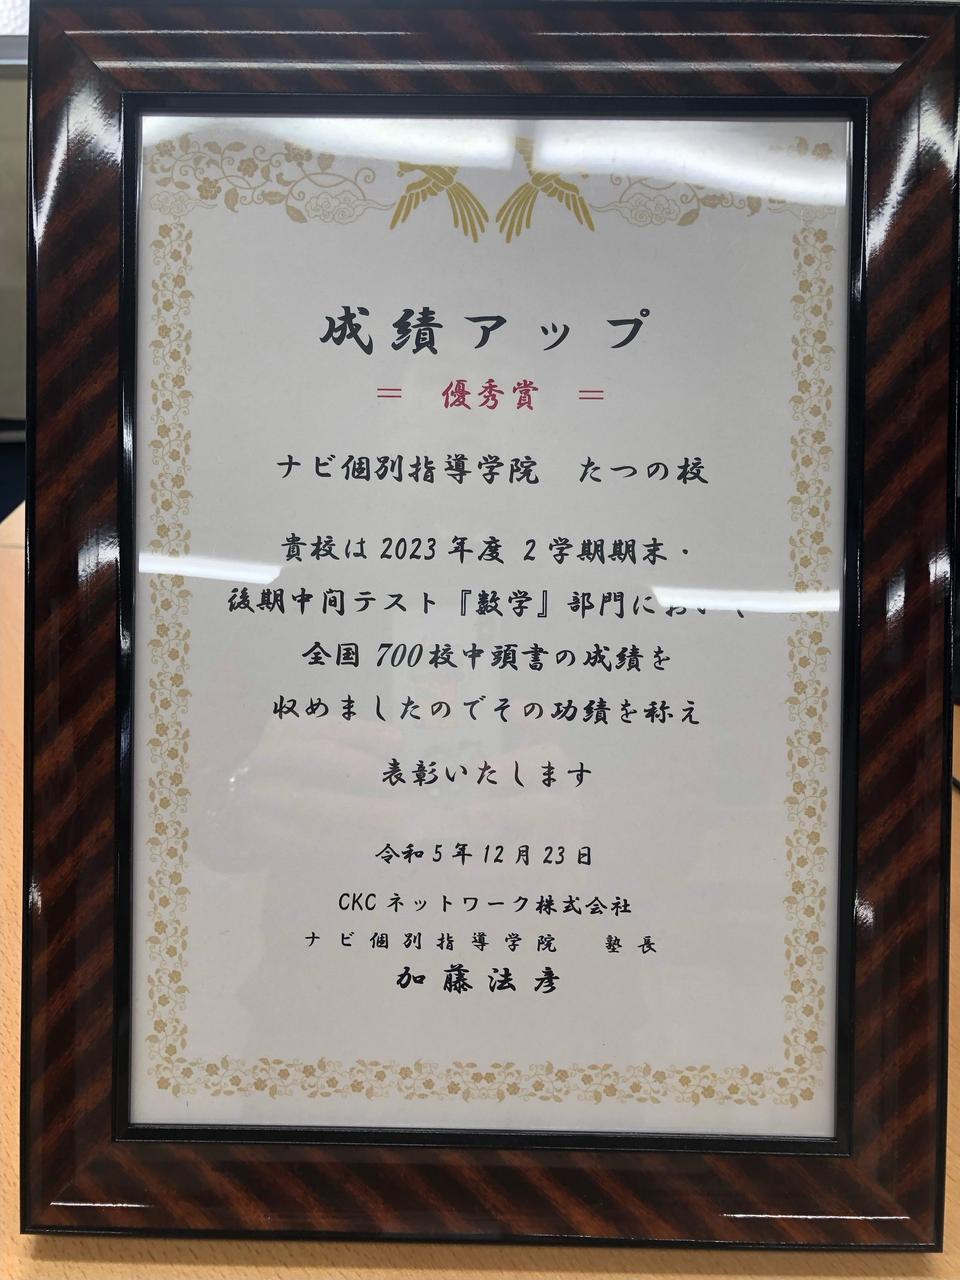 成績アップ
＝ 優秀賞 ＝
ナビ個別指導学院 たつの校
貴校は2023年度 2学期期末・
後期中間テスト『数学』部門において
全国700校中頭書の成績を
収めましたのでその功績を称え
表彰いたします
令和5年12月23日
CKCネットワーク株式会社
ナビ個別指導学院 塾長
加藤法彦